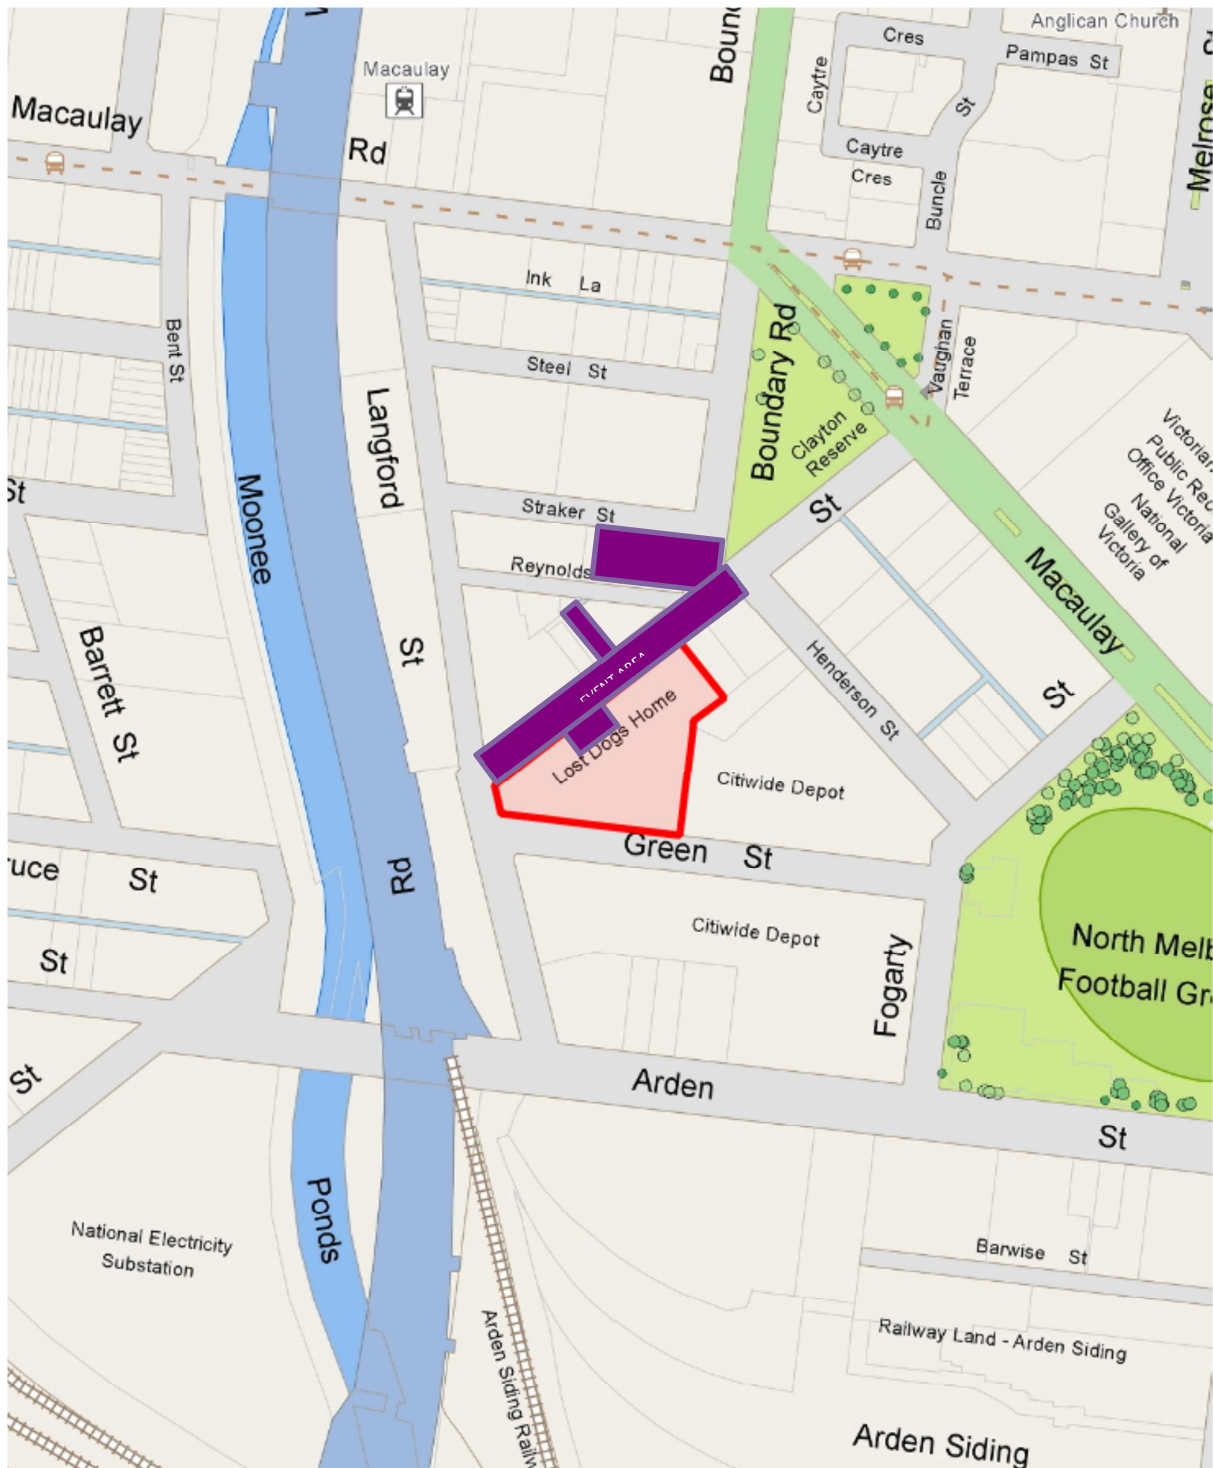 Anglican Church
Cres
Pampas St
Boun
Caytre
Macaulay
St
Melrose
Macaulay
Rd
Caytre
Cres
Buncle
Ink La
Boundary Rd
Bent St
Vaughan
Terrace
Steel St
Langford
Clayton
Reserve
Victorian
Public Rec
Office Victoria
National
Gallery of
Victoria
St
Moonee
Straker St
St
Reynolds
Macaulay
Barrett St
St
EVENT AREA
Henderson St
St
Lost Dogs Home
Citiwide Depot
Green St
ruce St
Rd
Citiwide Depot
Fogarty
North Melb
Football Gr
St
St
Arden
St
Ponds
National Electricity
Substation
Barwise St
Arden Siding Railw
Railway Land - Arden Siding
Arden Siding